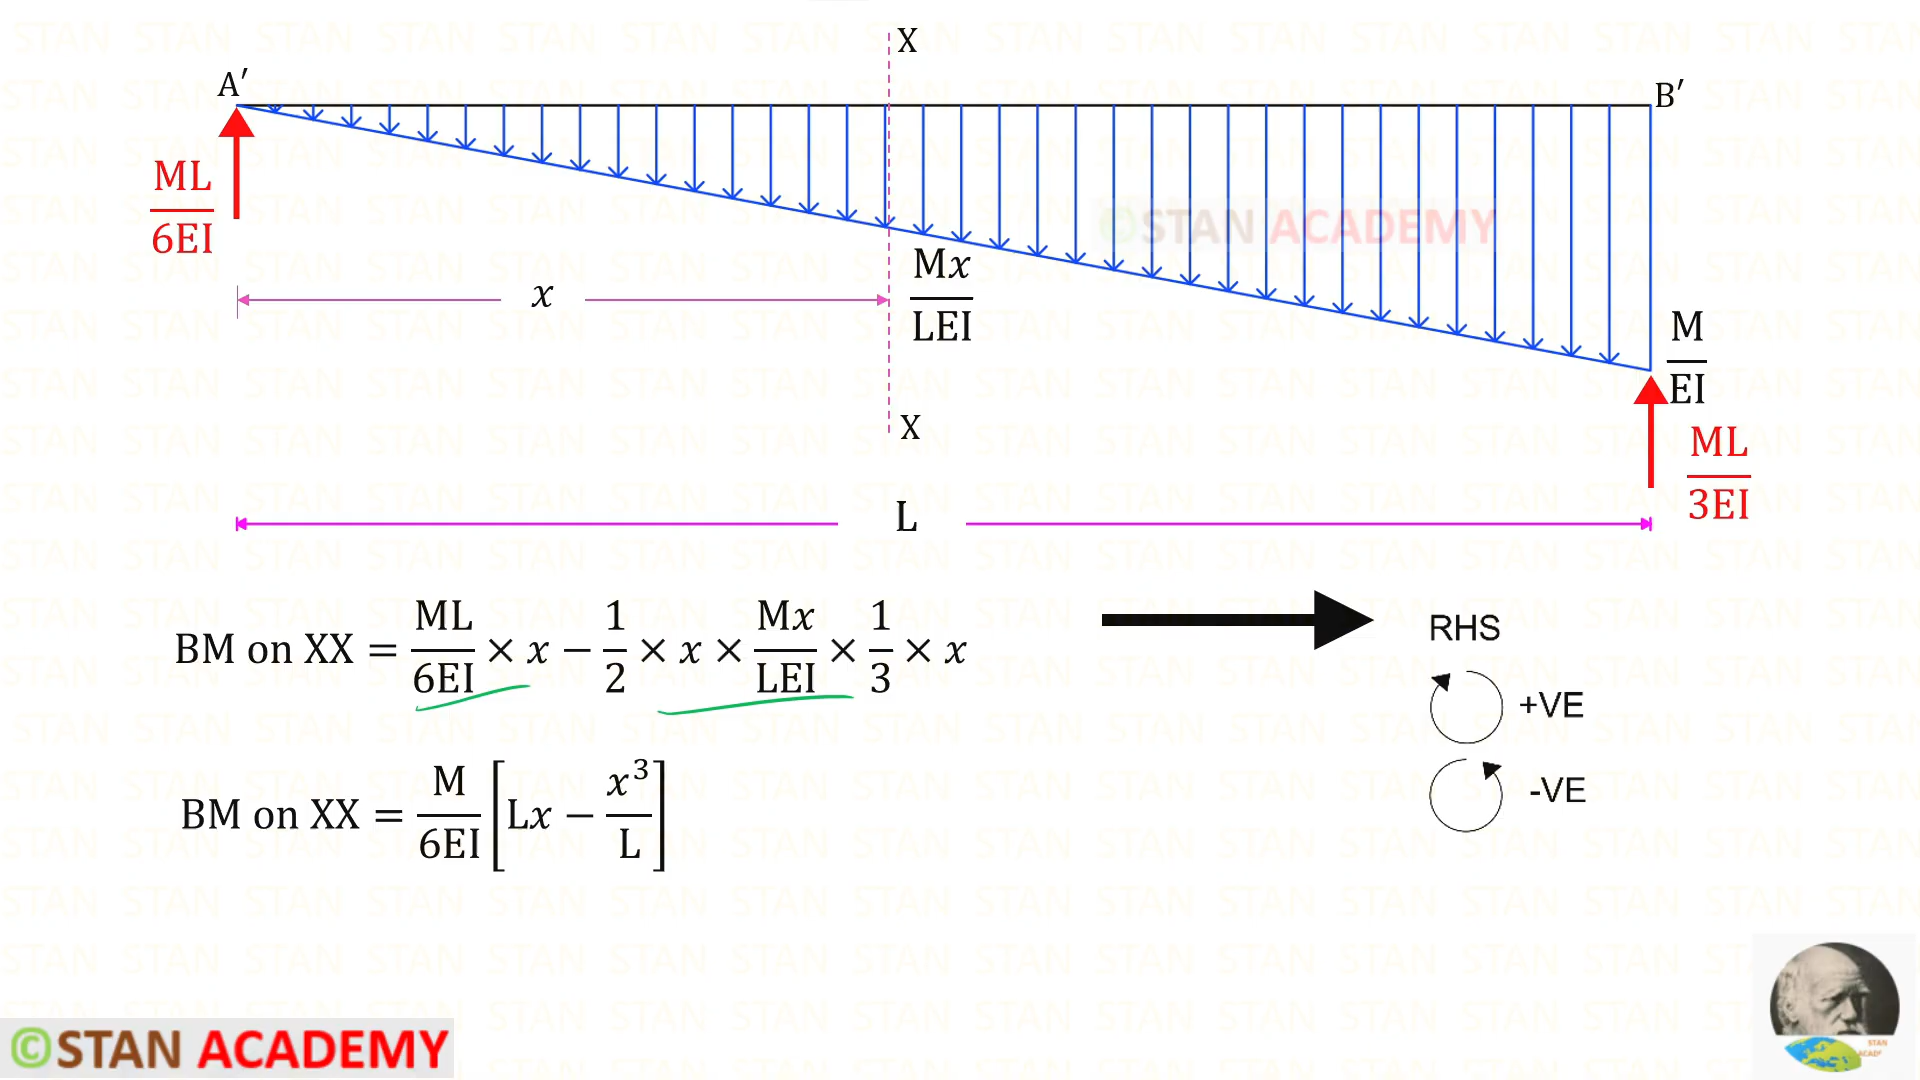 X
A′
B′
ML/6EI
©STAN ACADEMY
x
Mx/LEI
M/EI
X
ML/3EI
L
BM on XX = ML/6EI × x − 1/2 × x × Mx/LEI × 1/3 × x
RHS
+VE
-VE
BM on XX = M/6EI [Lx − x³/L]
©STAN ACADEMY
STAN